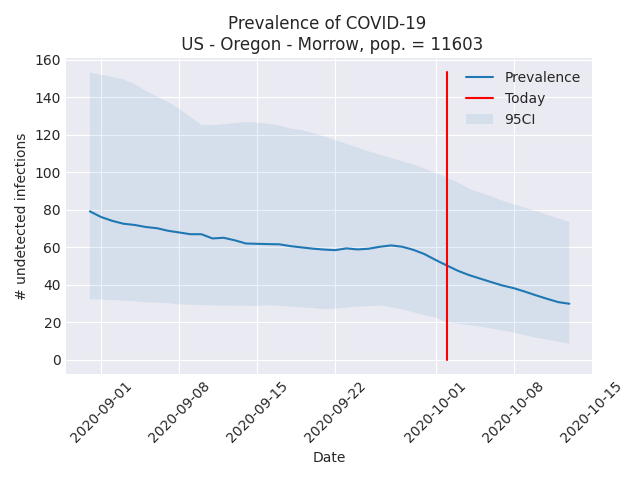 Prevalence of COVID-19
US - Oregon - Morrow, pop. = 11603
Prevalence
Today
95CI
# undetected infections
160
140
120
100
80
60
40
20
0
2020-09-01
2020-09-08
2020-09-15
2020-09-22
2020-10-01
2020-10-08
2020-10-15
Date